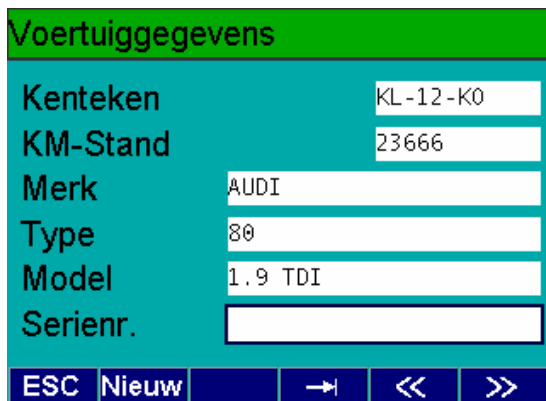 Voertuiggegevens
Kenteken KL-12-KO
KM-Stand 23666
Merk AUDI
Type 80
Model 1.9 TDI
Serienr.
ESC Nieuw →| << >>